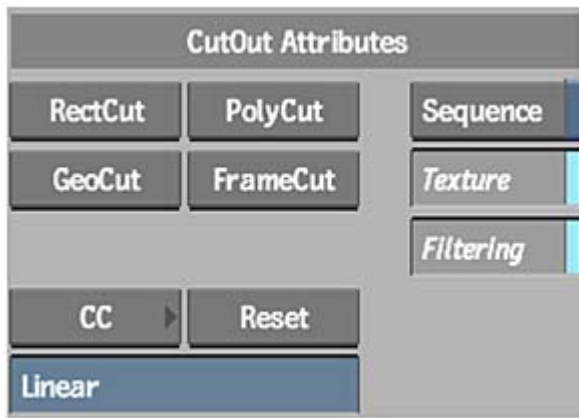 CutOut Attributes
RectCut PolyCut Sequence
GeoCut FrameCut Texture
Filtering
CC Reset
Linear